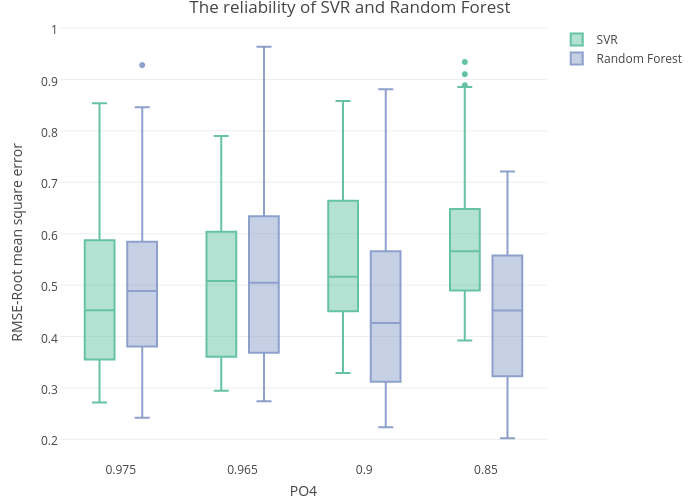 The reliability of SVR and Random Forest
SVR
Random Forest
RMSE-Root mean square error
1
0.9
0.8
0.7
0.6
0.5
0.4
0.3
0.2
0.975
0.965
0.9
0.85
PO4